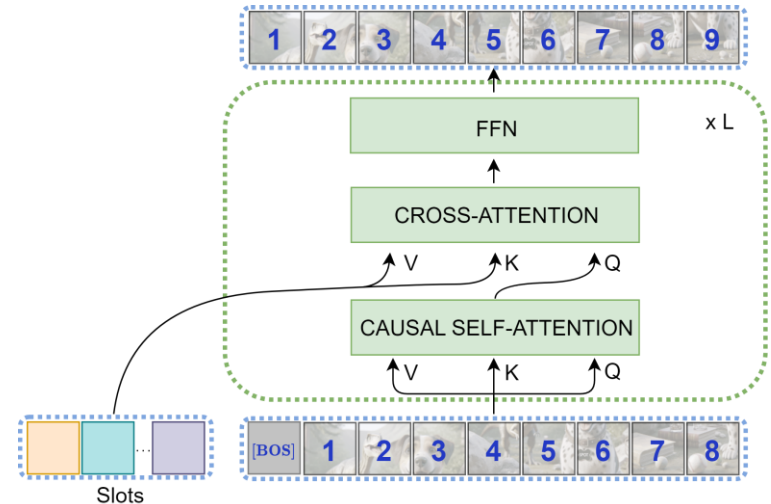 1 2 3 4 5 6 7 8 9
x L
FFN
CROSS-ATTENTION
V K Q
CAUSAL SELF-ATTENTION
V K Q
[BOS] 1 2 3 4 5 6 7 8
...
Slots